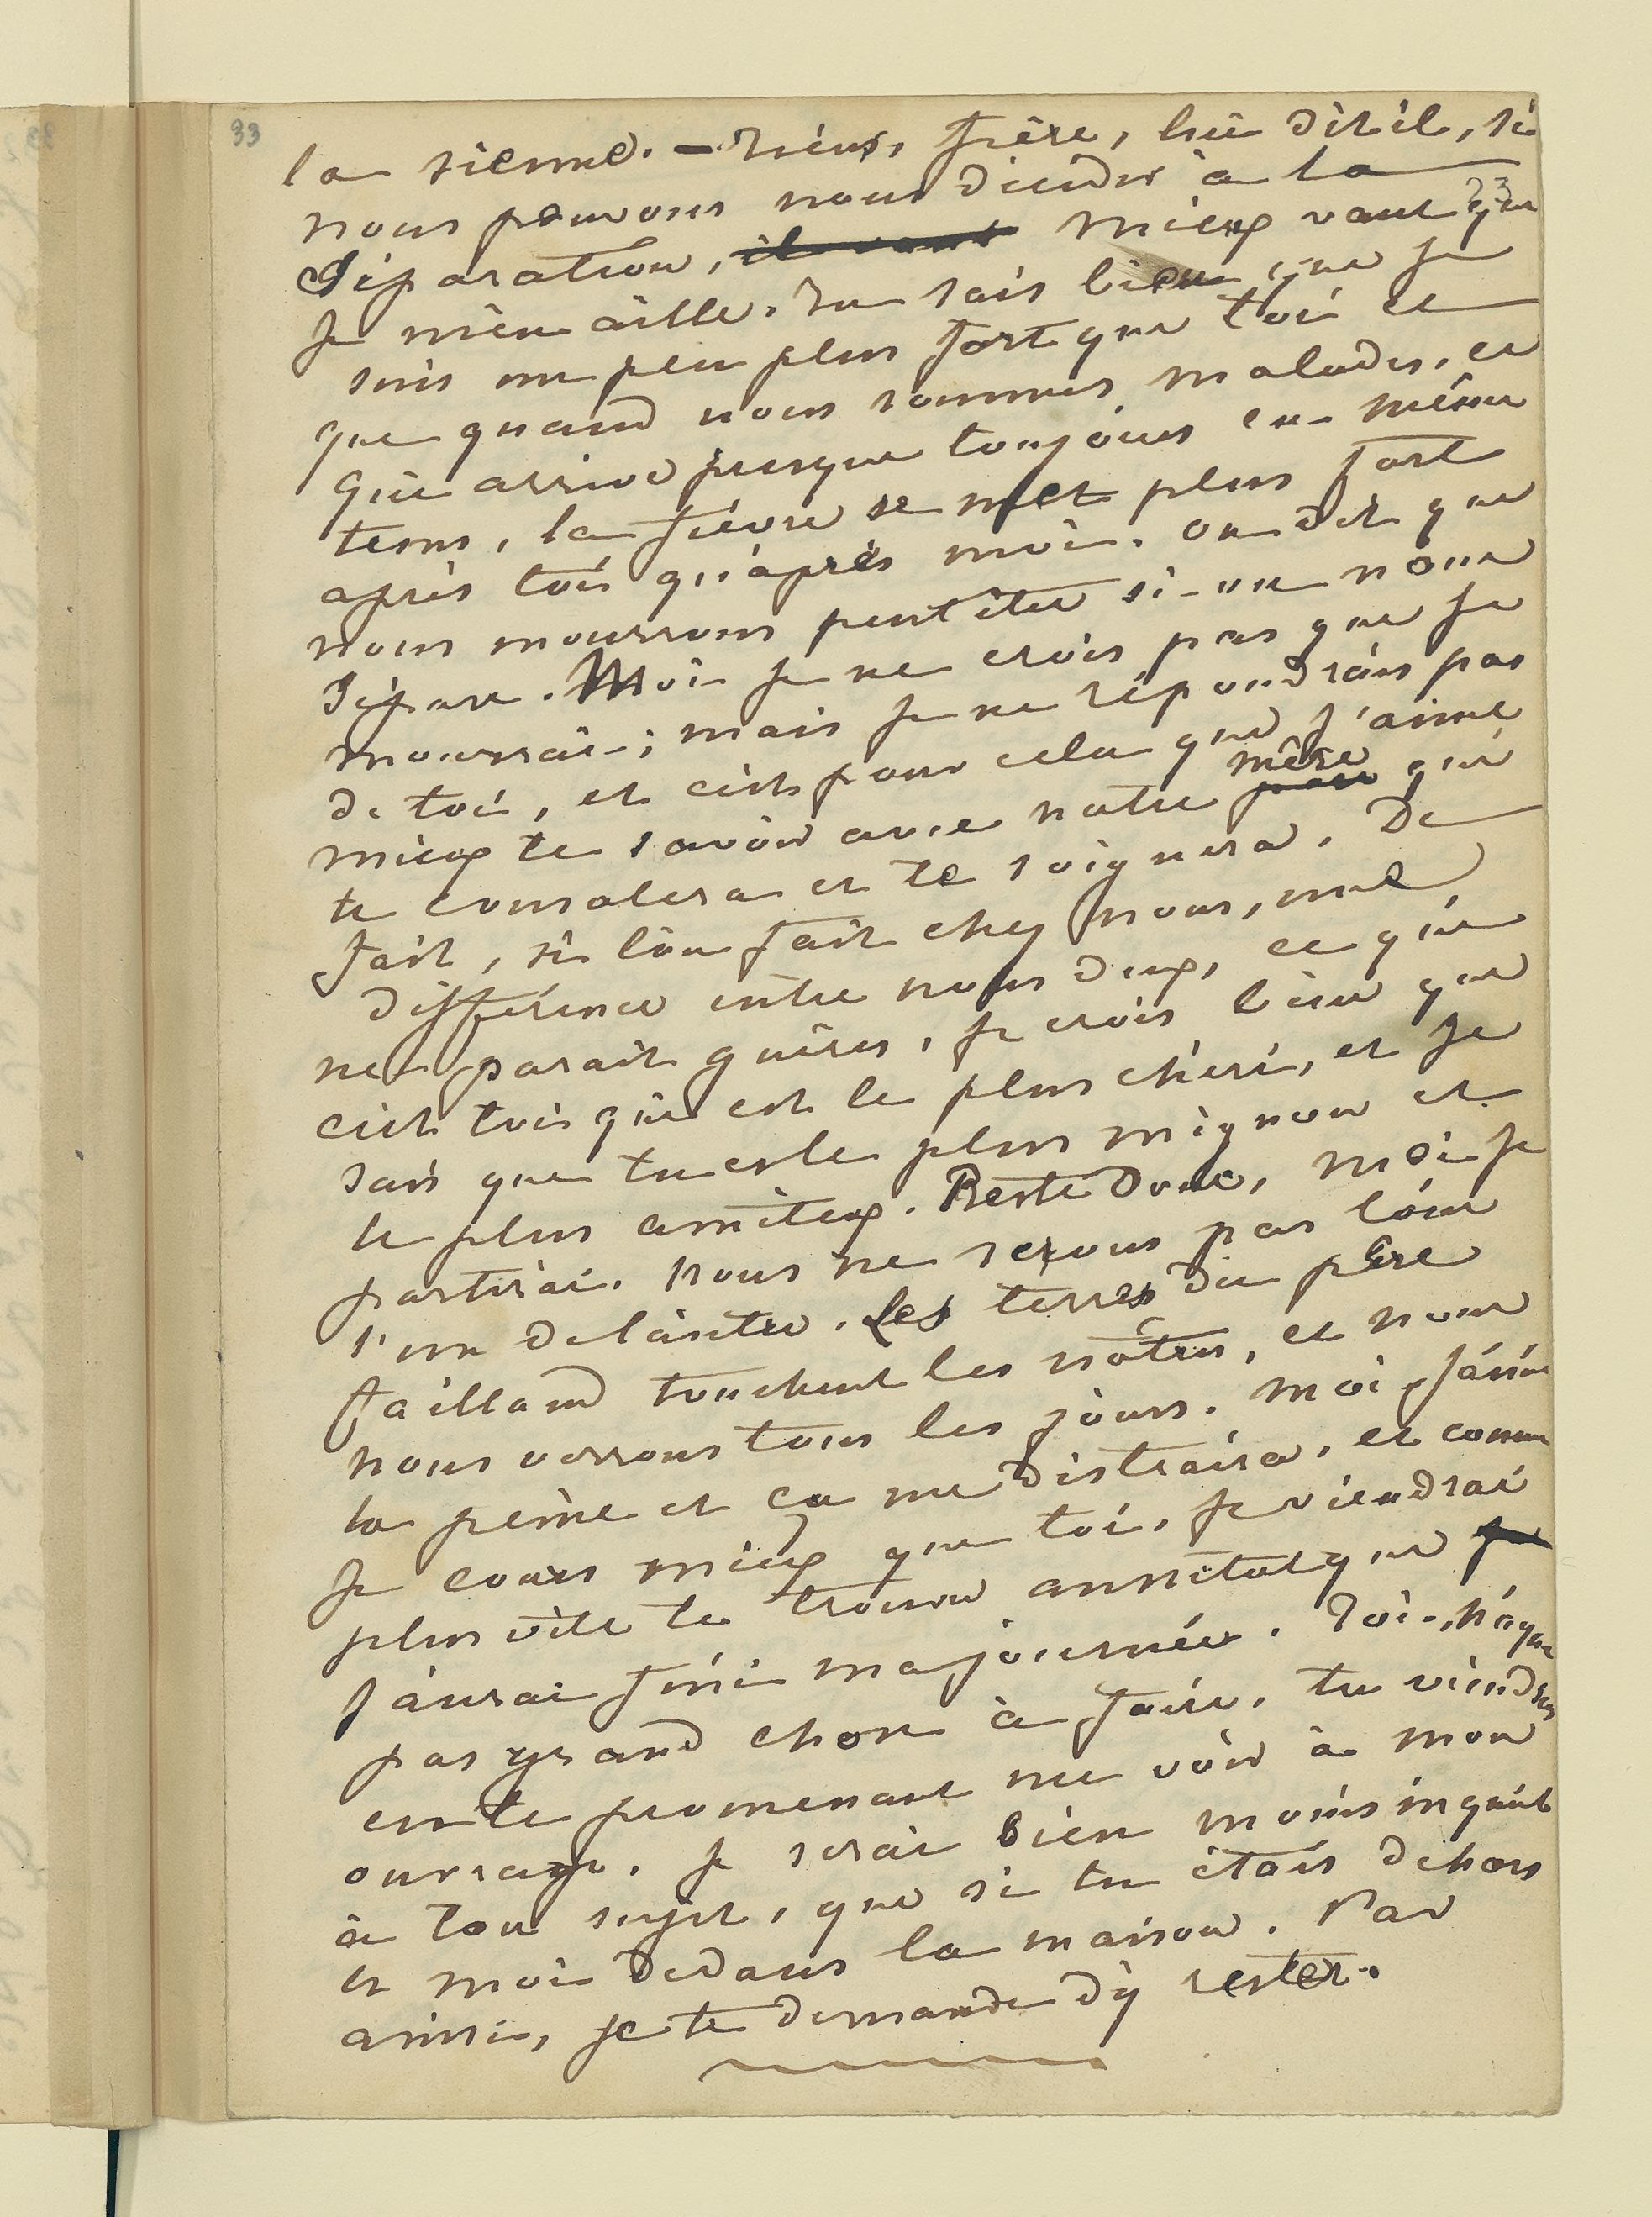 33
la sienne. — Tiens, frère, lui dit il, si
nous pouvons nous décider à la
23
séparation, il vaut mieux vaut que
je m'en aille. Tu sais bien que je
suis un peu plus fort que toi et
que quand nous sommes malades, ce
qui arrive presque toujours en même
tems, la fièvre se met plus fort
après toi qu'après moi. on dit que
nous mourrons peut être si on nous
sépare. Moi je ne crois pas que je
mourrai ; mais je ne répondrais pas
de toi, et c'est pour cela que j'aime
mère
mieux te savoir avec notre père qui
te consolera et te soignera. De
fait, si l'on fait chez nous, une
différence entre nous deux, ce qui
ne parait guères, je crois bien que
c'est toi qui est le plus chéri, et je
sais que tu es le plus mignon et
le plus amiteux. Reste donc, moi je
partirai. nous ne serons pas loin
l'un de l'autre. Les terres du père
Caillaud touchent les nôtres, et nous
nous verrons tous les jours. Moi j'aime
la peine et ça me distraira, et comme
je cours mieux que toi, je viendrai
plus vite te trouver aussitot que je
j'aurai fini ma journée. Toi, n'ayant
pas grand chose à faire, tu viendras
en te promenant me voir à mon
ouvrage. Je serai bien moins inquiet
à ton sujet, que si tu étais dehors
et moi dedans la maison. Par
ainsi, je te demande d'y rester.